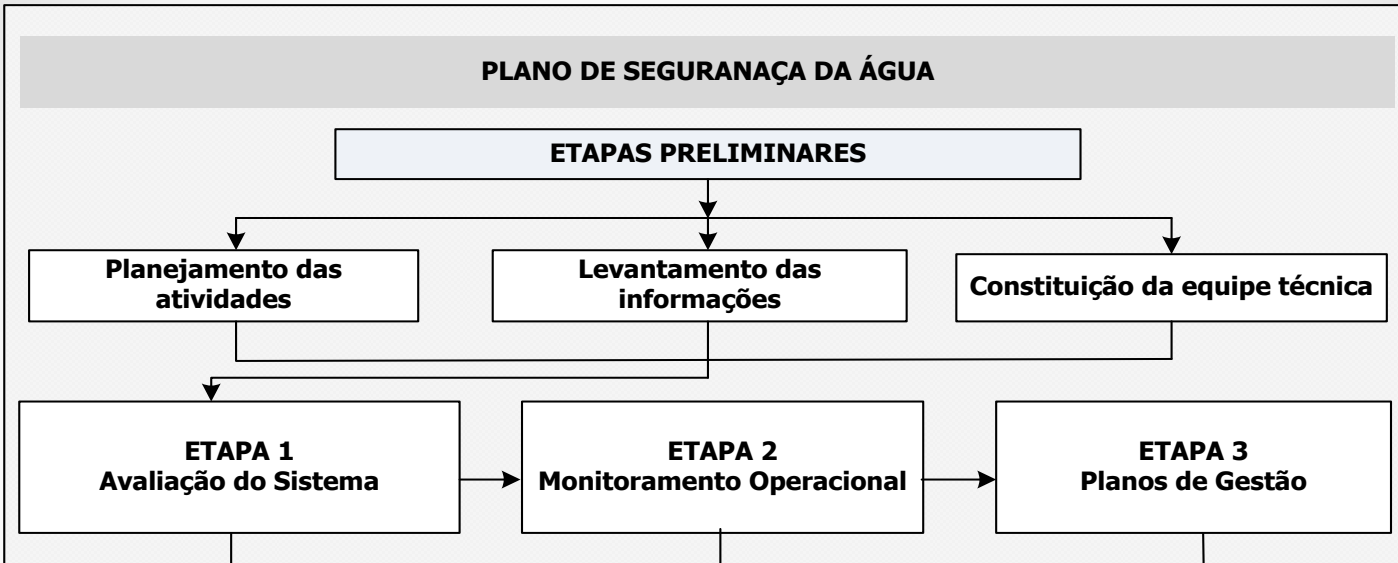 PLANO DE SEGURANAÇA DA ÁGUA
ETAPAS PRELIMINARES
Planejamento das
atividades
Levantamento das
informações
Constituição da equipe técnica
ETAPA 1
Avaliação do Sistema
ETAPA 2
Monitoramento Operacional
ETAPA 3
Planos de Gestão